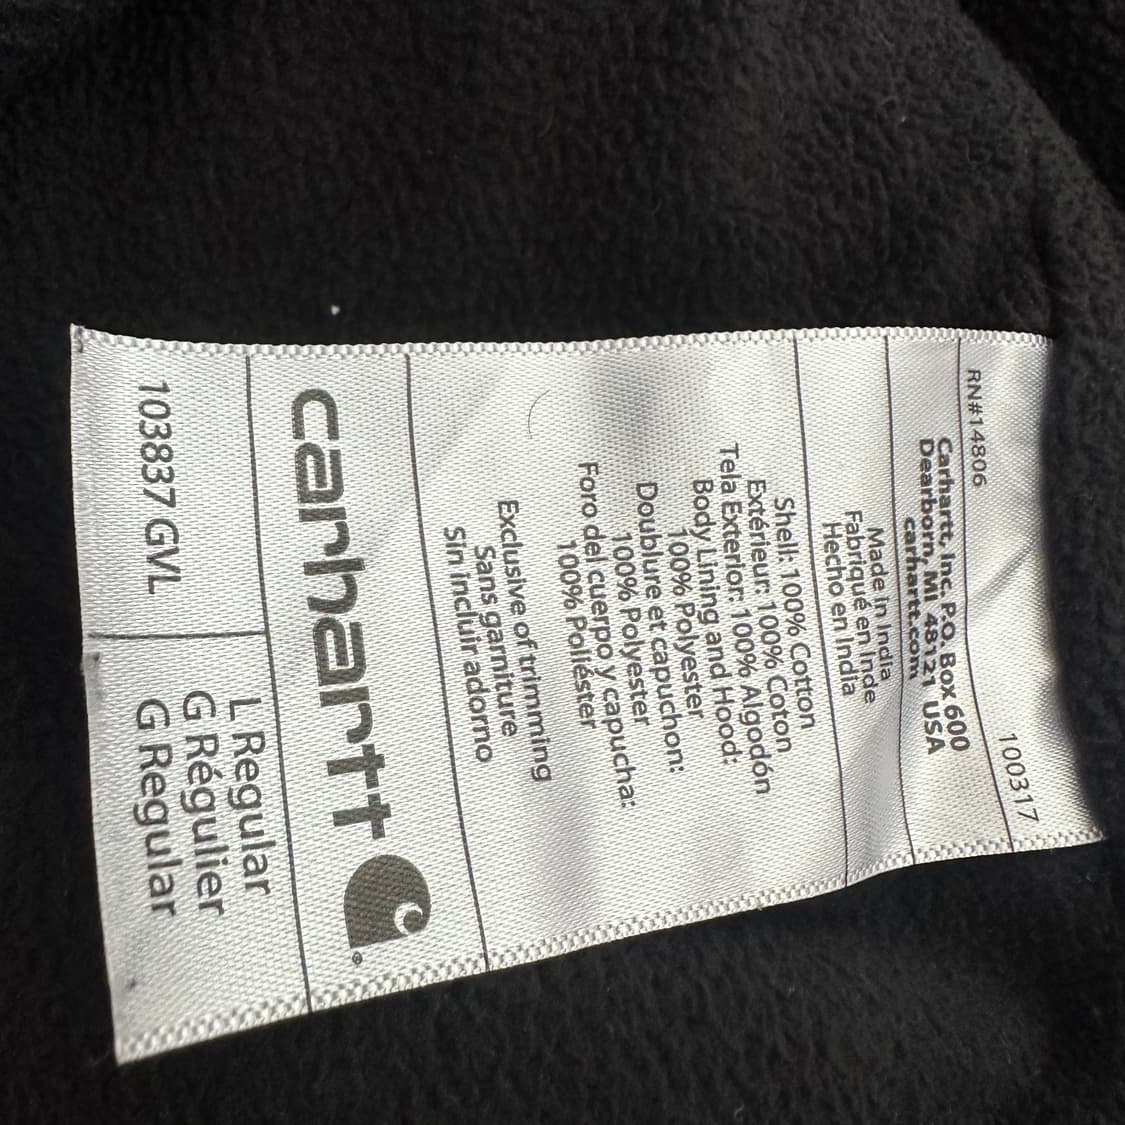 RN#14806
100317
Carhartt, Inc. P.O. Box 600
Dearborn, MI 48121 USA
carhartt.com
Made in India
Fabriqué en Inde
Hecho en India
Shell: 100% Cotton
Extérieur: 100% Coton
Tela Exterior: 100% Algodón
Body Lining and Hood:
100% Polyester
Doublure et capuchon:
100% Polyester
Foro del cuerpo y capucha:
100% Poliéster
Exclusive of trimming
Sans garniture
Sin incluir adorno
carhartt
®
103837 GVL
L Regular
G Régulier
G Regular